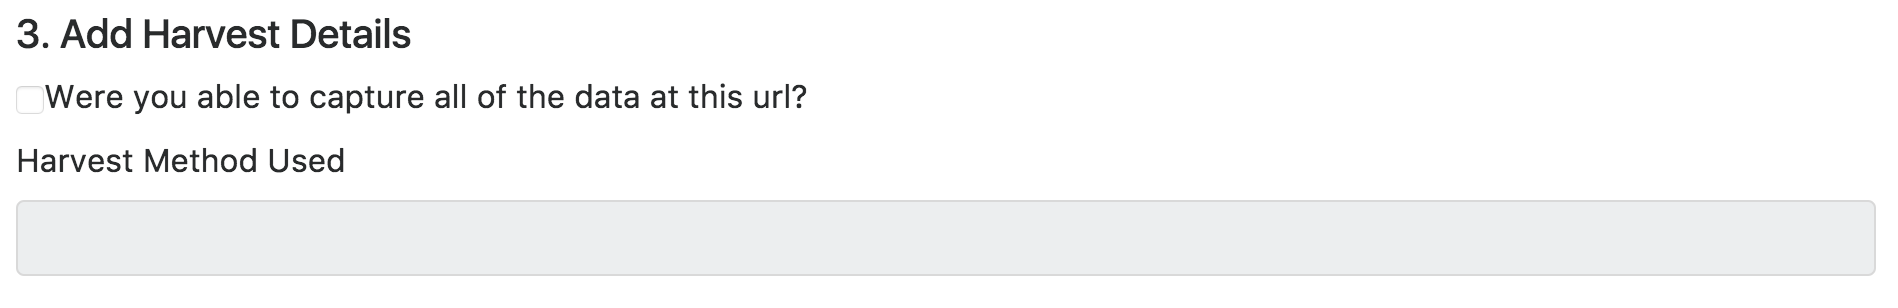 3. Add Harvest Details
Were you able to capture all of the data at this url?
Harvest Method Used